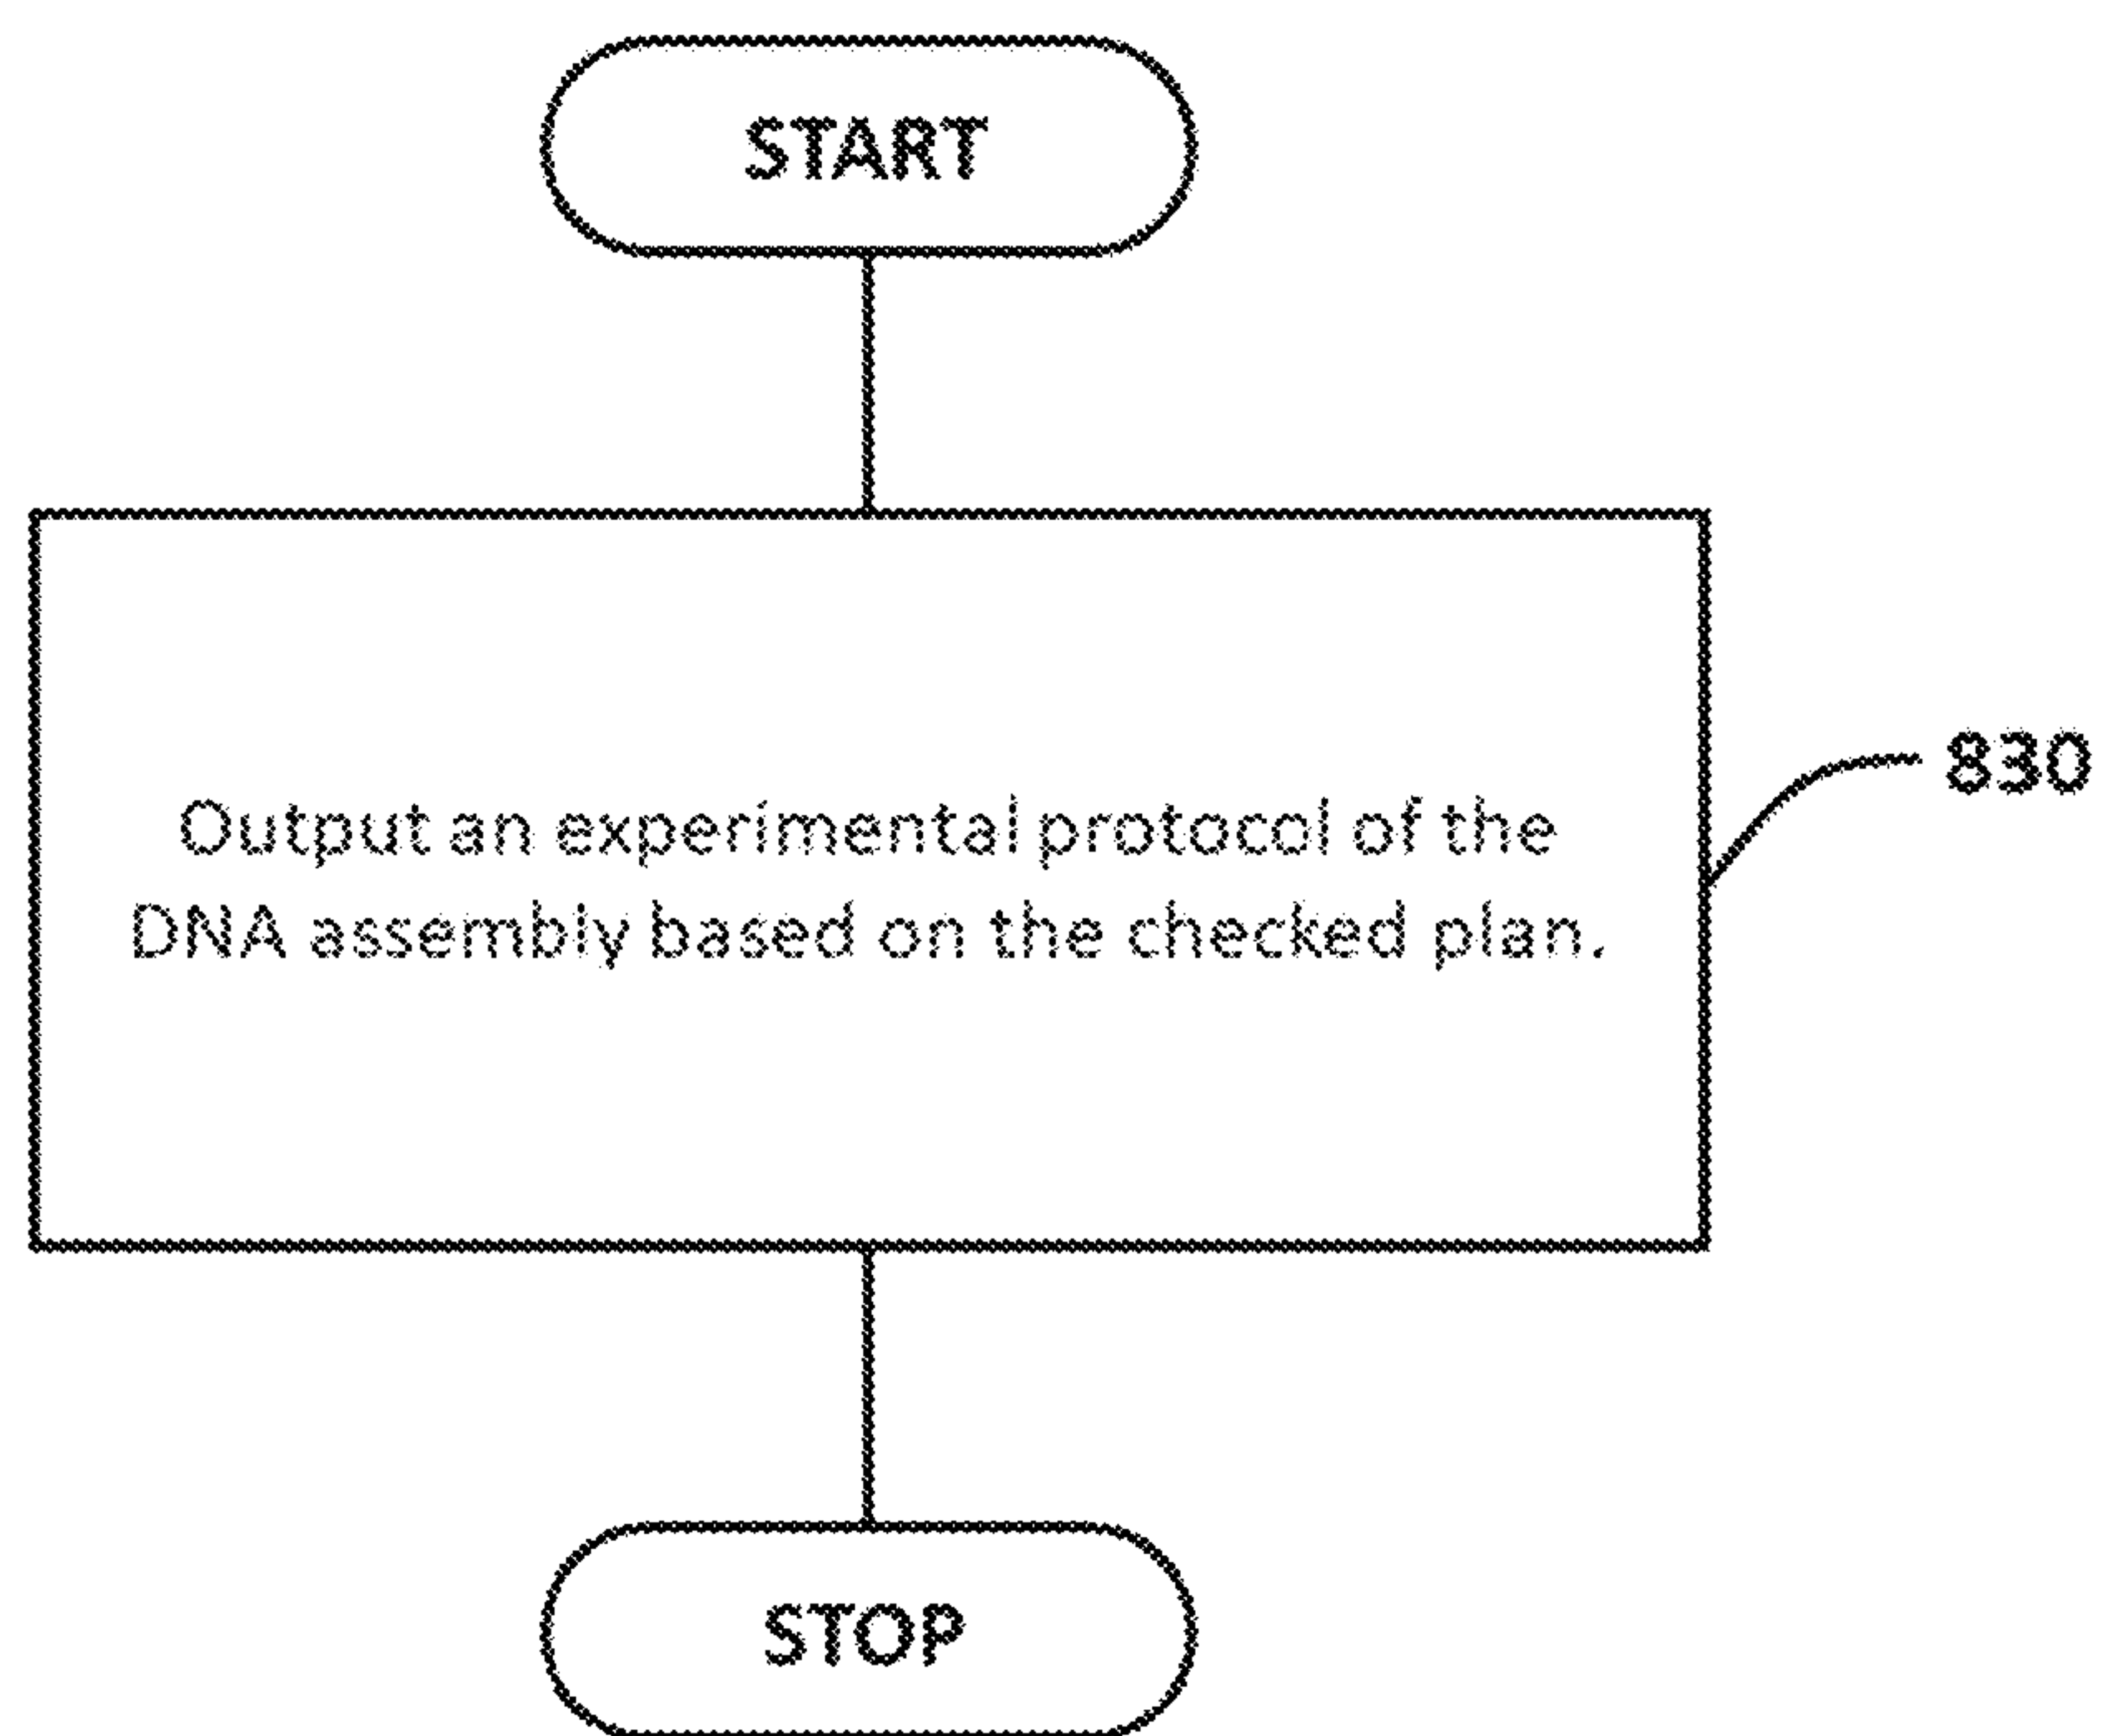 START
830
Output an experimental protocol of the
DNA assembly based on the checked plan.
STOP